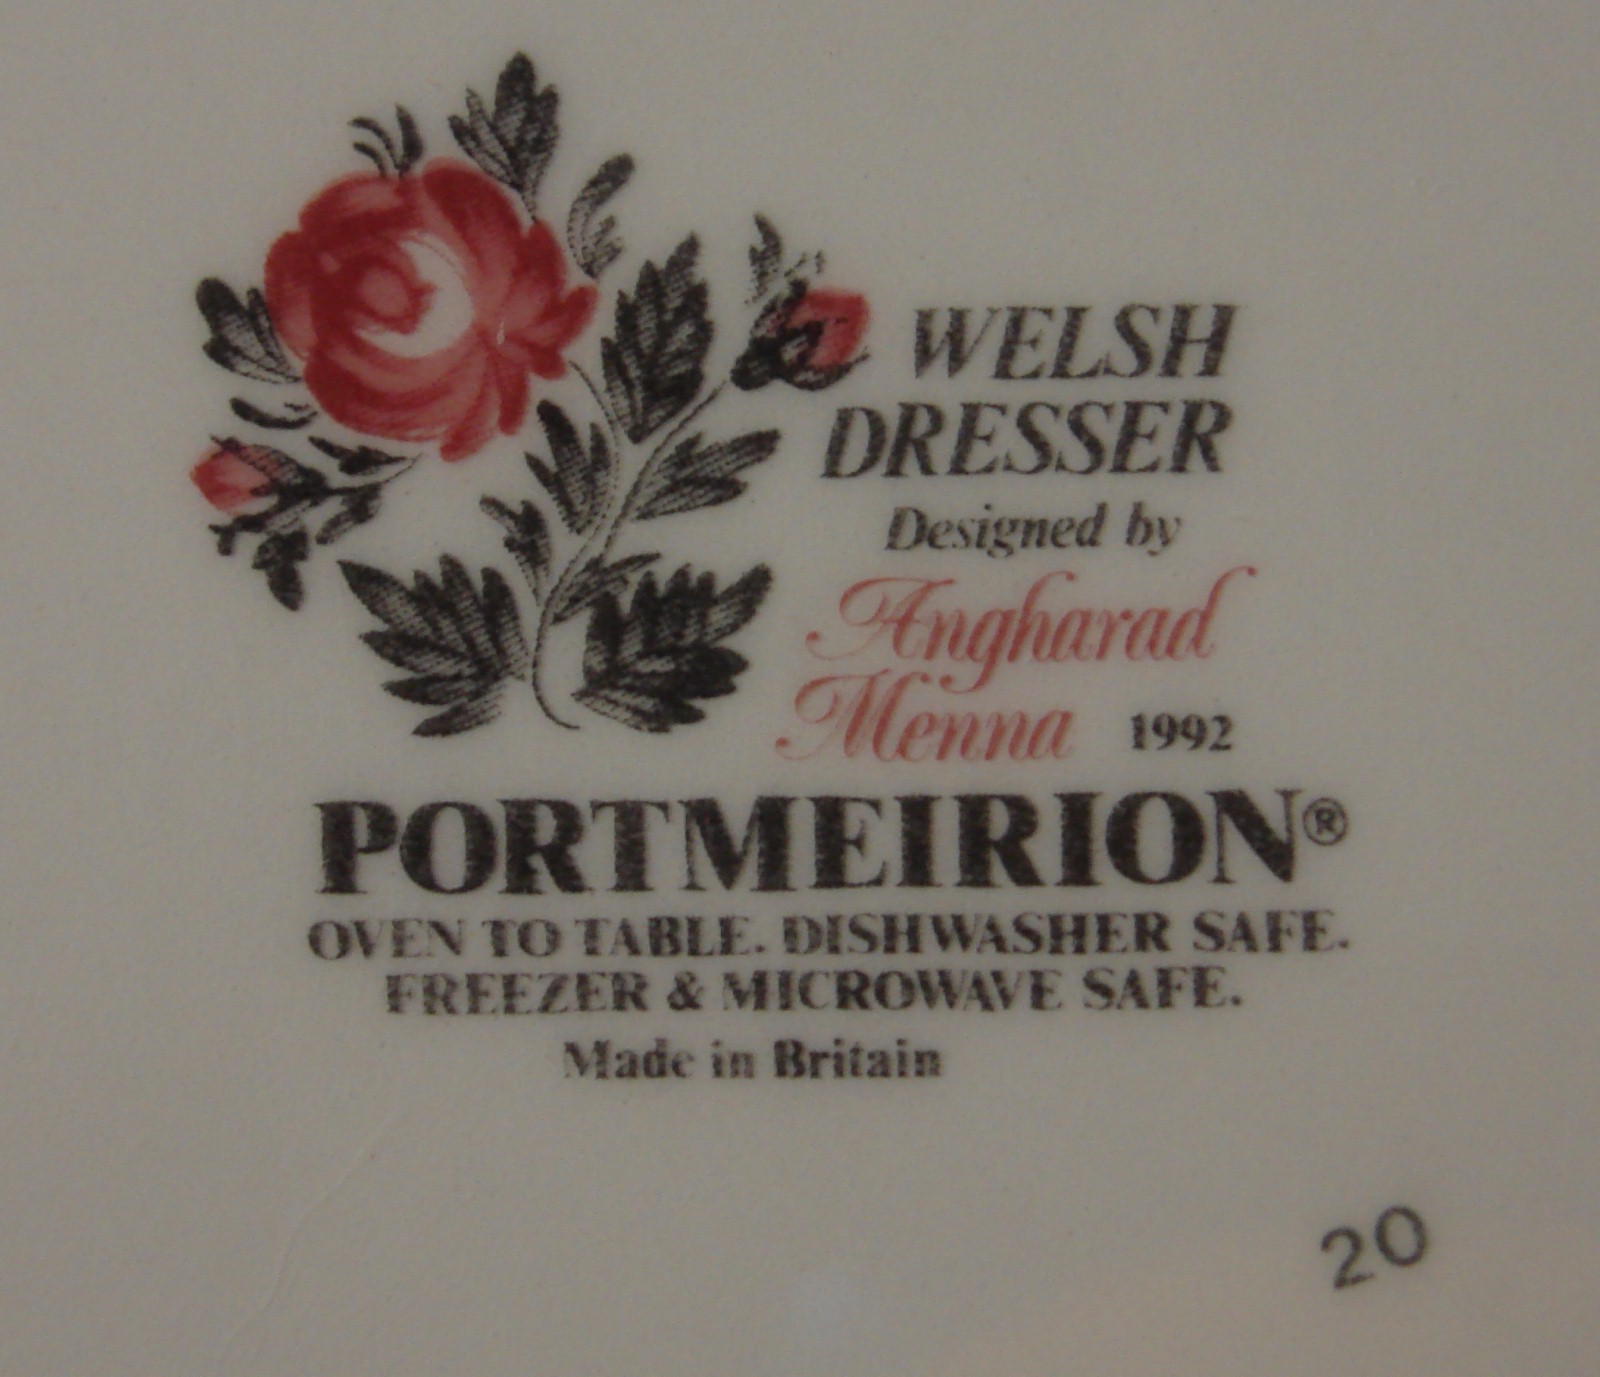 WELSH
DRESSER
Designed by
Angharad
Menna 1992
PORTMEIRION®
OVEN TO TABLE. DISHWASHER SAFE.
FREEZER & MICROWAVE SAFE.
Made in Britain
20